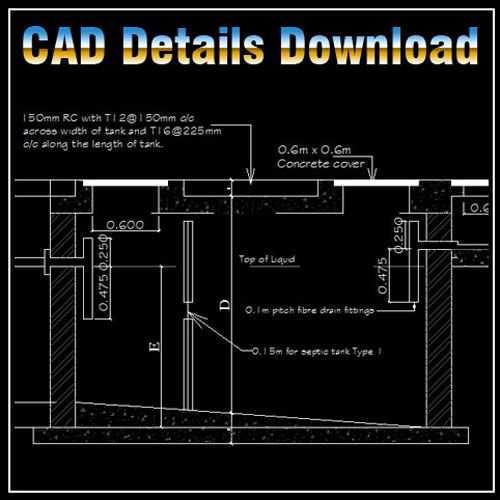 CAD Details Download
150mm RC with T12@150mm c/c
across width of tank and T16@225mm
c/c along the length of tank.
0.6m x 0.6m
Concrete cover
0.600
0.250
0.475
Top of Liquid
D
E
0.250
0.475
0.1m pitch fibre drain fittings
0.15m for septic tank Type 1